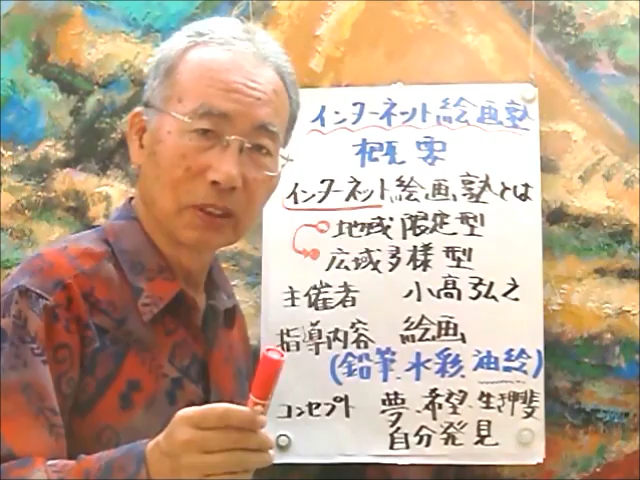 インターネット絵画塾
概要
インターネット絵画塾とは
地域限定型
広域多様型
主催者 小高弘之
指導内容 絵画
(鉛筆、水彩、油絵)
コンセプト 夢、希望、生き甲斐
自分発見